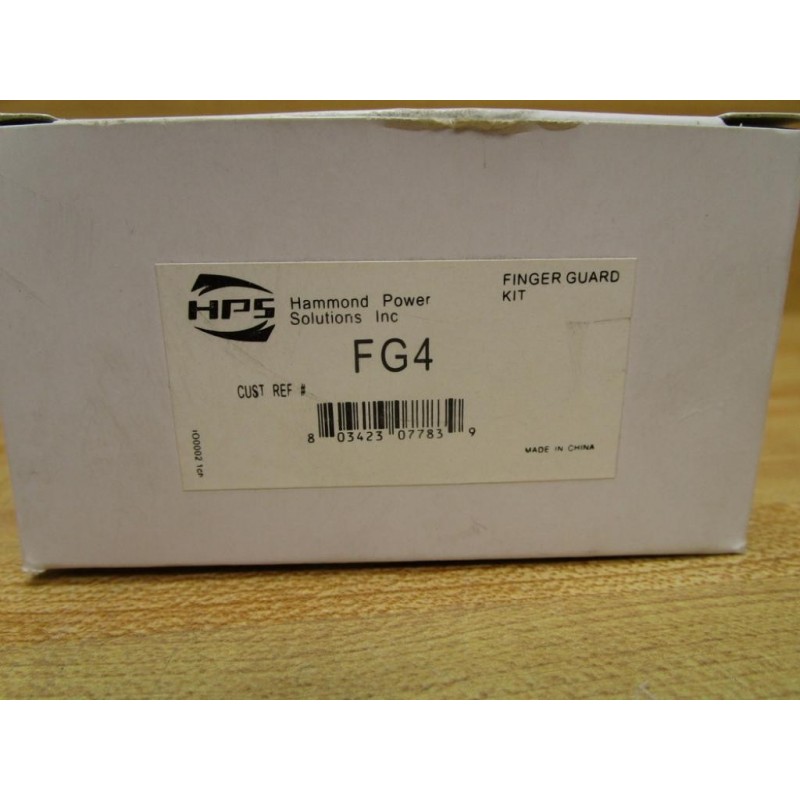 HPS
Hammond Power
Solutions Inc
FINGER GUARD
KIT
FG4
CUST REF #
8 03423 07783 9
MADE IN CHINA